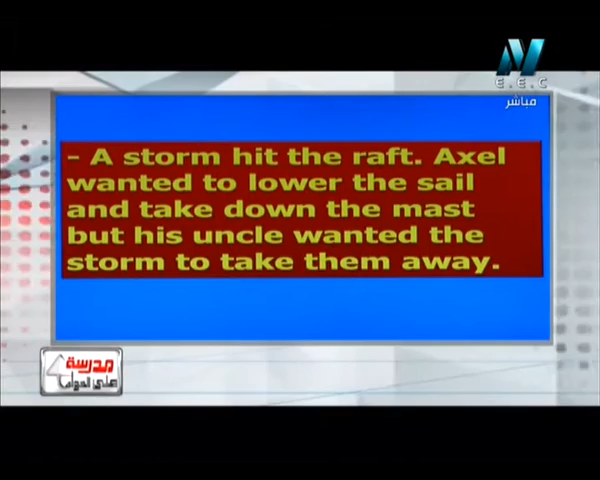 E.E.C
مباشر
- A storm hit the raft. Axel
wanted to lower the sail
and take down the mast
but his uncle wanted the
storm to take them away.
مدرسة
على الهواء